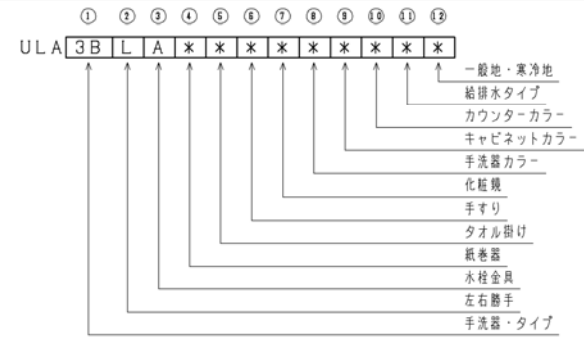 ① ② ③ ④ ⑤ ⑥ ⑦ ⑧ ⑨ ⑩ ⑪ ⑫
ULA 3B L A * * * * * * * * *
一般地・寒冷地
給排水タイプ
カウンターカラー
キャビネットカラー
手洗器カラー
化粧鏡
手すり
タオル掛け
紙巻器
水栓金具
左右勝手
手洗器・タイプ